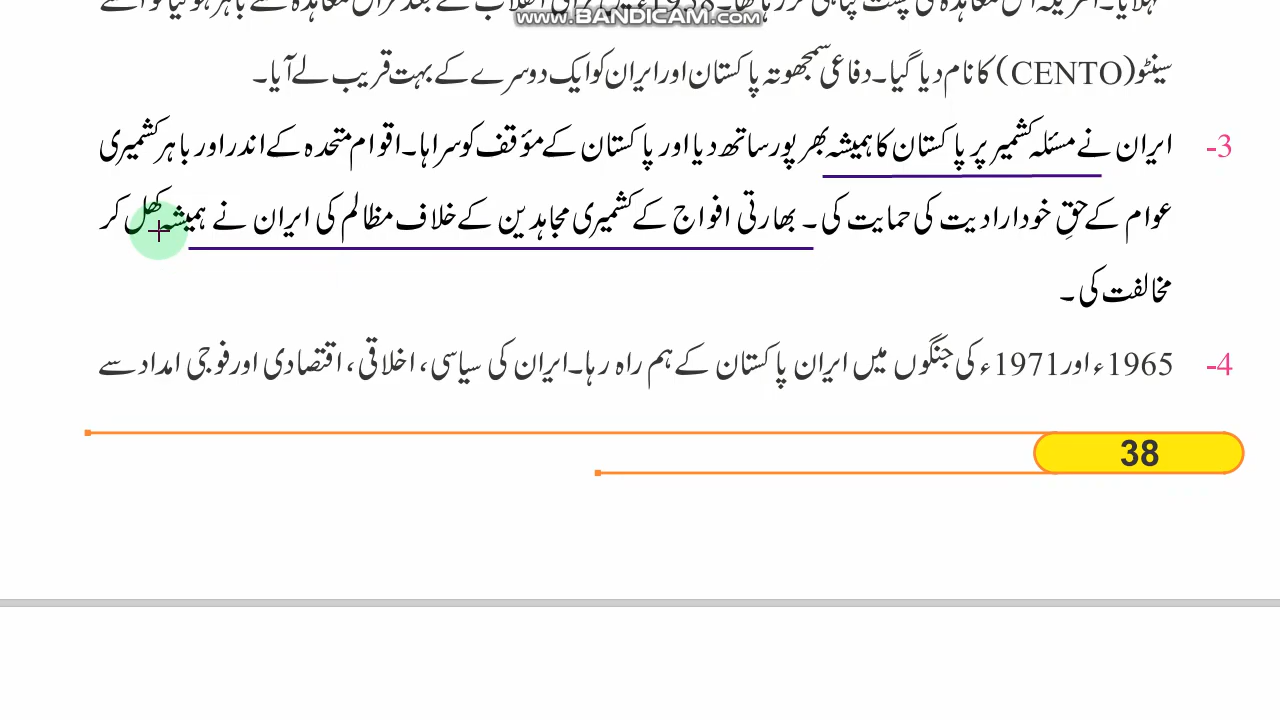 www.BANDICAM.com
سینٹو (CENTO) کا نام دیا گیا۔ دفاعی سمجھوتہ پاکستان اور ایران کو ایک دوسرے کے بہت قریب لے آیا۔
-3 ایران نے مسئلہ کشمیر پر پاکستان کا ہمیشہ بھرپور ساتھ دیا اور پاکستان کے مؤقف کو سراہا۔ اقوام متحدہ کے اندر اور باہر کشمیری
عوام کے حقِ خود ارادیت کی حمایت کی۔ بھارتی افواج کے کشمیری مجاہدین کے خلاف مظالم کی ایران نے ہمیشہ کھل کر
مخالفت کی۔
-4 1965ء اور 1971ء کی جنگوں میں ایران پاکستان کے ہم راہ رہا۔ ایران کی سیاسی، اخلاقی، اقتصادی اور فوجی امداد سے
38